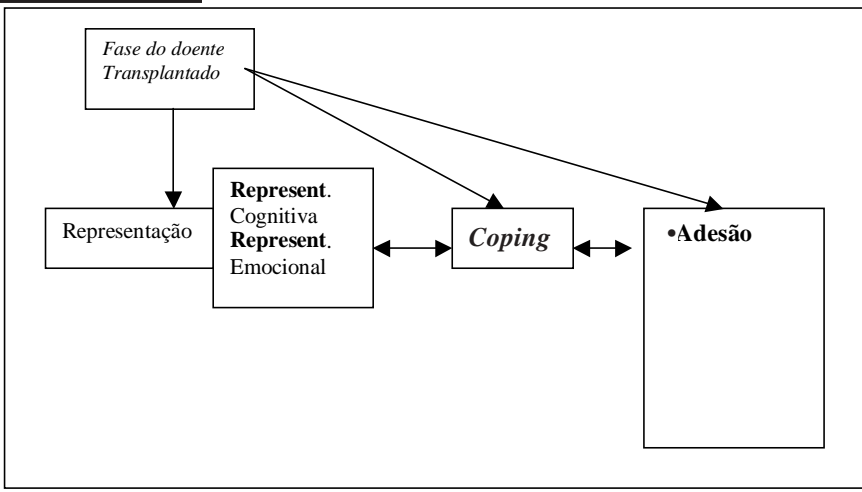 Fase do doente
Transplantado
Representação
Represent.
Cognitiva
Represent.
Emocional
Coping
•Adesão